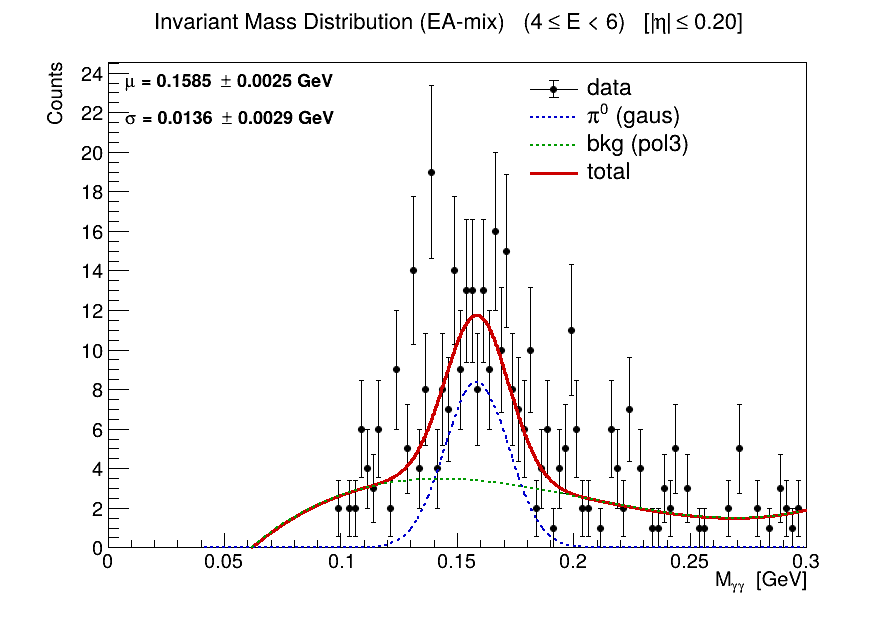 Invariant Mass Distribution (EA-mix) (4 ≤ E < 6) [|η| ≤ 0.20]
Counts
μ = 0.1585 ± 0.0025 GeV
σ = 0.0136 ± 0.0029 GeV
data
π⁰ (gaus)
bkg (pol3)
total
24
22
20
18
16
14
12
10
8
6
4
2
0
0 0.05 0.1 0.15 0.2 0.25 0.3
Mγγ [GeV]